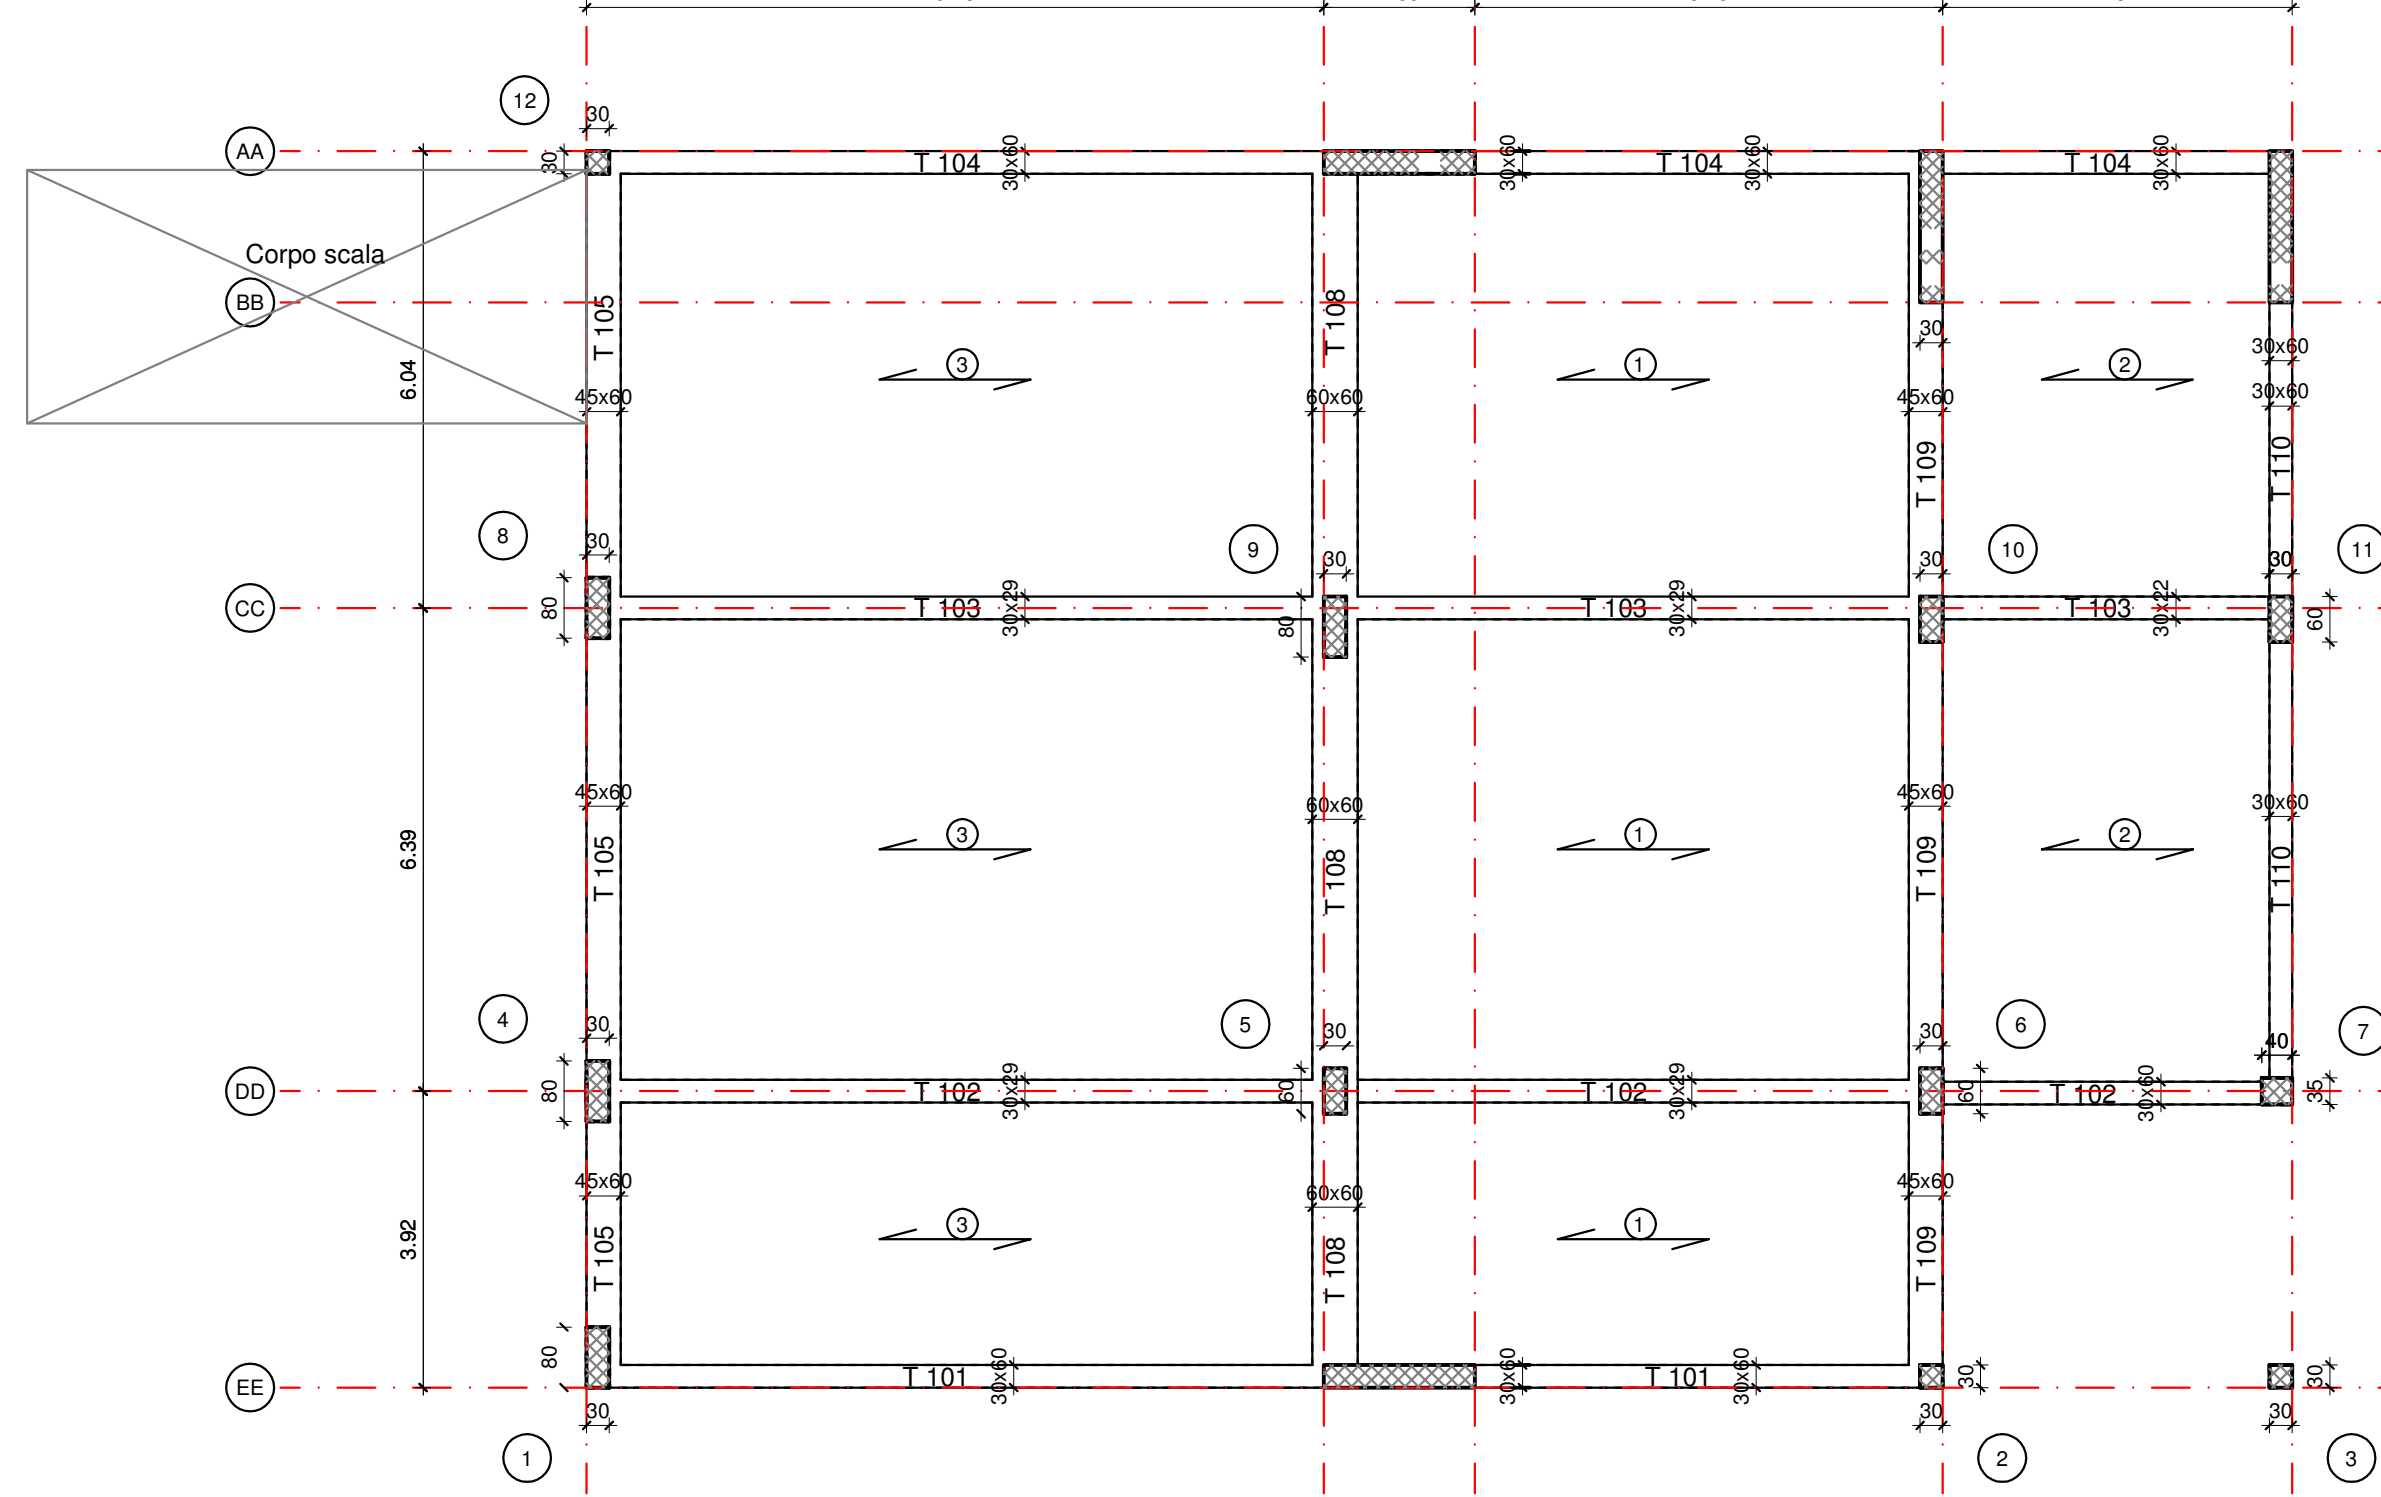 12
30
AA
30
T 104
30x60
30x60
T 104
30x60
T 104
30x60
Corpo scala
BB
T 105
T 108
30
30x60
6.04
3
1
2
45x60
60x60
45x60
30x60
T 109
T 110
8
30
9
30
30
10
30
11
CC
80
T 103
30x29
80
T 103
30x29
T 103
30x22
60
45x60
60x60
45x60
30x60
6.39
3
1
2
T 105
T 108
T 109
T 110
4
30
5
30
30
6
40
7
DD
80
T 102
30x29
60
T 102
30x29
60
T 102
30x60
35
45x60
60x60
45x60
3.92
3
1
T 105
T 108
T 109
80
EE
T 101
30x60
30x60
T 101
30x60
30
30
30
30
30
1
2
3